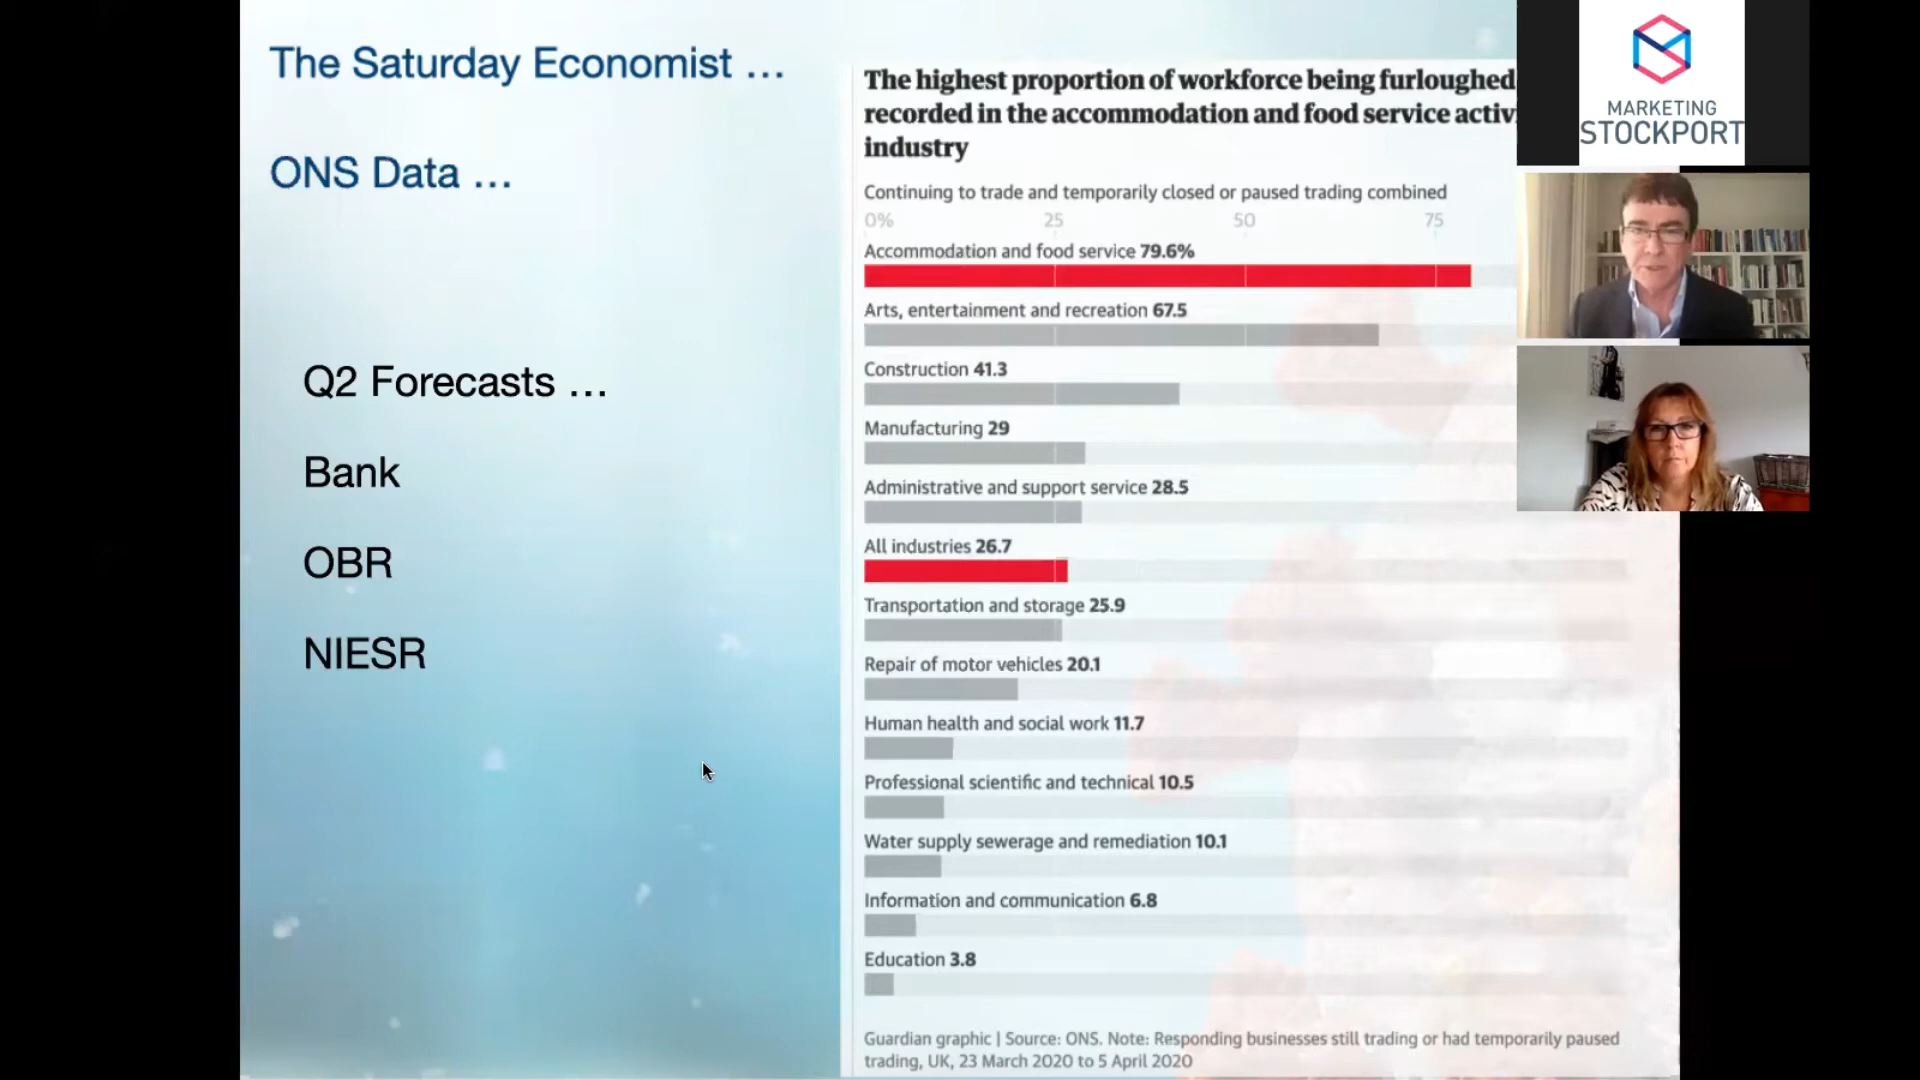 The Saturday Economist ...
ONS Data ...
Q2 Forecasts ...
Bank
OBR
NIESR
The highest proportion of workforce being furloughed
recorded in the accommodation and food service
industry
Continuing to trade and temporarily closed or paused trading combined
0% 25 50 75
Accommodation and food service 79.6%
Arts, entertainment and recreation 67.5
Construction 41.3
Manufacturing 29
Administrative and support service 28.5
All industries 26.7
Transportation and storage 25.9
Repair of motor vehicles 20.1
Human health and social work 11.7
Professional scientific and technical 10.5
Water supply sewerage and remediation 10.1
Information and communication 6.8
Education 3.8
Guardian graphic | Source: ONS. Note: Responding businesses still trading or had temporarily paused
trading, UK, 23 March 2020 to 5 April 2020
MARKETING
STOCKPORT